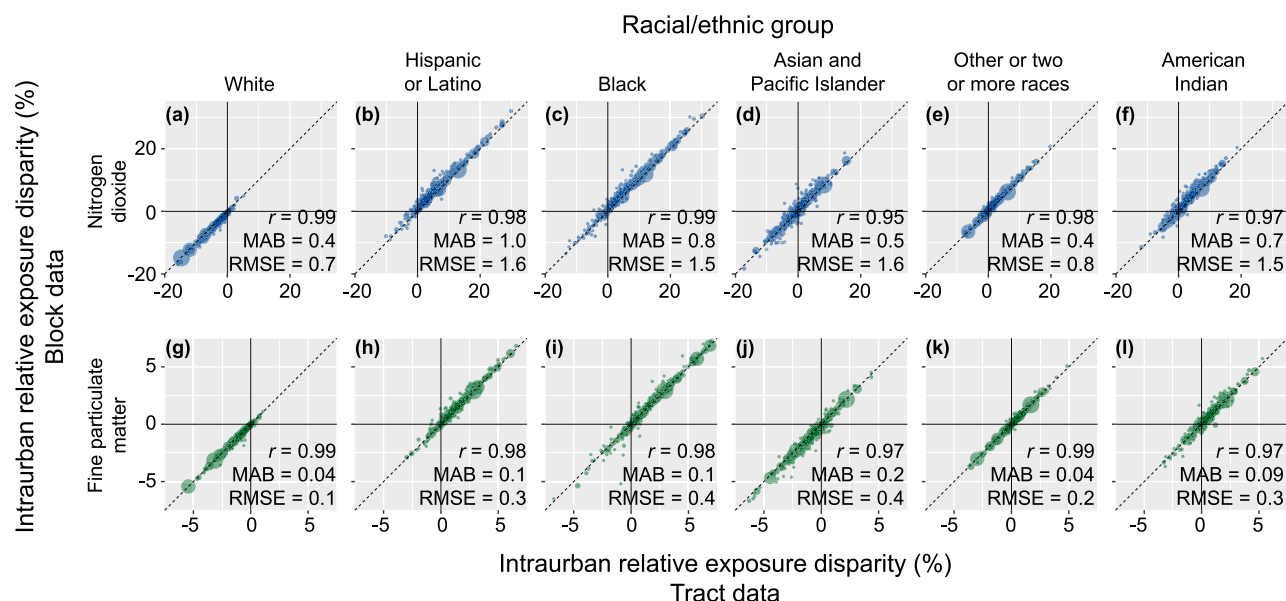 Racial/ethnic group
White
Hispanic
or Latino
Black
Asian and
Pacific Islander
Other or two
or more races
American
Indian
Intraurban relative exposure disparity (%)
Block data
Nitrogen
dioxide
20
0
−20
(a)
r = 0.99
MAB = 0.4
RMSE = 0.7
−20 0 20
(b)
r = 0.98
MAB = 1.0
RMSE = 1.6
−20 0 20
(c)
r = 0.99
MAB = 0.8
RMSE = 1.5
−20 0 20
(d)
r = 0.95
MAB = 0.5
RMSE = 1.6
−20 0 20
(e)
r = 0.98
MAB = 0.4
RMSE = 0.8
−20 0 20
(f)
r = 0.97
MAB = 0.7
RMSE = 1.5
−20 0 20
Fine particulate
matter
5
0
−5
(g)
r = 0.99
MAB = 0.04
RMSE = 0.1
−5 0 5
(h)
r = 0.98
MAB = 0.1
RMSE = 0.3
−5 0 5
(i)
r = 0.98
MAB = 0.1
RMSE = 0.4
−5 0 5
(j)
r = 0.97
MAB = 0.2
RMSE = 0.4
−5 0 5
(k)
r = 0.99
MAB = 0.04
RMSE = 0.2
−5 0 5
(l)
r = 0.97
MAB = 0.09
RMSE = 0.3
−5 0 5
Intraurban relative exposure disparity (%)
Tract data